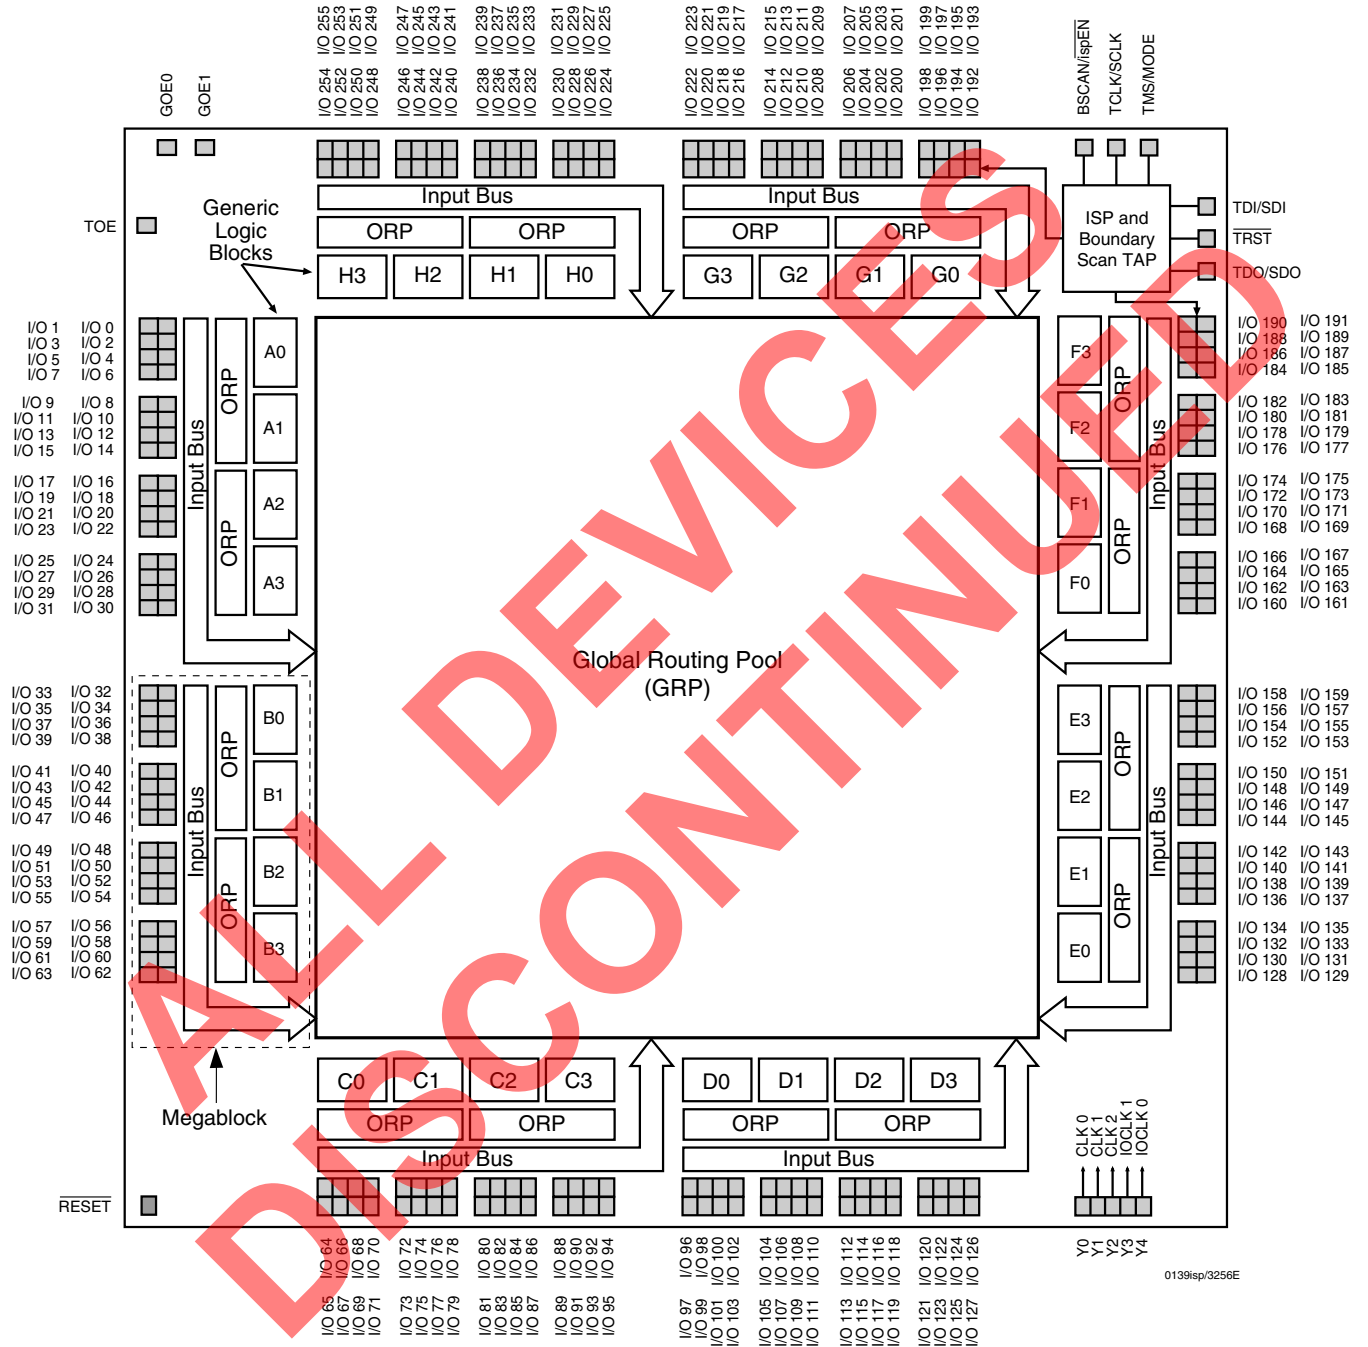 I/O 255 I/O 253 I/O 251 I/O 249
I/O 247 I/O 245 I/O 243 I/O 241
I/O 239 I/O 237 I/O 235 I/O 233
I/O 231 I/O 229 I/O 227 I/O 225
I/O 223 I/O 221 I/O 219 I/O 217
I/O 215 I/O 213 I/O 211 I/O 209
I/O 207 I/O 205 I/O 203 I/O 201
I/O 199 I/O 197 I/O 195 I/O 193
I/O 254 I/O 252 I/O 250 I/O 248
I/O 246 I/O 244 I/O 242 I/O 240
I/O 238 I/O 236 I/O 234 I/O 232
I/O 230 I/O 228 I/O 226 I/O 224
I/O 222 I/O 220 I/O 218 I/O 216
I/O 214 I/O 212 I/O 210 I/O 208
I/O 206 I/O 204 I/O 202 I/O 200
I/O 198 I/O 196 I/O 194 I/O 192
GOE0
GOE1
BSCAN/ispEN
TCLK/SCLK
TMS/MODE
TOE
Generic
Logic
Blocks
Input Bus
ORP ORP
H3 H2 H1 H0
Input Bus
ORP ORP
G3 G2 G1 G0
ISP and
Boundary
Scan TAP
TDI/SDI
TRST
TDO/SDO
I/O 1 I/O 0
I/O 3 I/O 2
I/O 5 I/O 4
I/O 7 I/O 6
I/O 9 I/O 8
I/O 11 I/O 10
I/O 13 I/O 12
I/O 15 I/O 14
I/O 17 I/O 16
I/O 19 I/O 18
I/O 21 I/O 20
I/O 23 I/O 22
I/O 25 I/O 24
I/O 27 I/O 26
I/O 29 I/O 28
I/O 31 I/O 30
Input Bus
ORP
ORP
A0
A1
A2
A3
Global Routing Pool
(GRP)
F3
F2
F1
F0
ORP
ORP
Input Bus
I/O 190 I/O 191
I/O 188 I/O 189
I/O 186 I/O 187
I/O 184 I/O 185
I/O 182 I/O 183
I/O 180 I/O 181
I/O 178 I/O 179
I/O 176 I/O 177
I/O 174 I/O 175
I/O 172 I/O 173
I/O 170 I/O 171
I/O 168 I/O 169
I/O 166 I/O 167
I/O 164 I/O 165
I/O 162 I/O 163
I/O 160 I/O 161
I/O 33 I/O 32
I/O 35 I/O 34
I/O 37 I/O 36
I/O 39 I/O 38
I/O 41 I/O 40
I/O 43 I/O 42
I/O 45 I/O 44
I/O 47 I/O 46
I/O 49 I/O 48
I/O 51 I/O 50
I/O 53 I/O 52
I/O 55 I/O 54
I/O 57 I/O 56
I/O 59 I/O 58
I/O 61 I/O 60
I/O 63 I/O 62
Input Bus
ORP
ORP
B0
B1
B2
B3
E3
E2
E1
E0
ORP
ORP
Input Bus
I/O 158 I/O 159
I/O 156 I/O 157
I/O 154 I/O 155
I/O 152 I/O 153
I/O 150 I/O 151
I/O 148 I/O 149
I/O 146 I/O 147
I/O 144 I/O 145
I/O 142 I/O 143
I/O 140 I/O 141
I/O 138 I/O 139
I/O 136 I/O 137
I/O 134 I/O 135
I/O 132 I/O 133
I/O 130 I/O 131
I/O 128 I/O 129
Megablock
C0 C1 C2 C3
ORP ORP
Input Bus
D0 D1 D2 D3
ORP ORP
Input Bus
CLK 0
CLK 1
CLK 2
IOCLK 1
IOCLK 0
RESET
Y0
Y1
Y2
Y3
Y4
I/O 64 I/O 66 I/O 68 I/O 70
I/O 72 I/O 74 I/O 76 I/O 78
I/O 80 I/O 82 I/O 84 I/O 86
I/O 88 I/O 90 I/O 92 I/O 94
I/O 96 I/O 98 I/O 100 I/O 102
I/O 104 I/O 106 I/O 108 I/O 110
I/O 112 I/O 114 I/O 116 I/O 118
I/O 120 I/O 122 I/O 124 I/O 126
I/O 65 I/O 67 I/O 69 I/O 71
I/O 73 I/O 75 I/O 77 I/O 79
I/O 81 I/O 83 I/O 85 I/O 87
I/O 89 I/O 91 I/O 93 I/O 95
I/O 97 I/O 99 I/O 101 I/O 103
I/O 105 I/O 107 I/O 109 I/O 111
I/O 113 I/O 115 I/O 117 I/O 119
I/O 121 I/O 123 I/O 125 I/O 127
0139isp/3256E
ALL DEVICES
DISCONTINUED